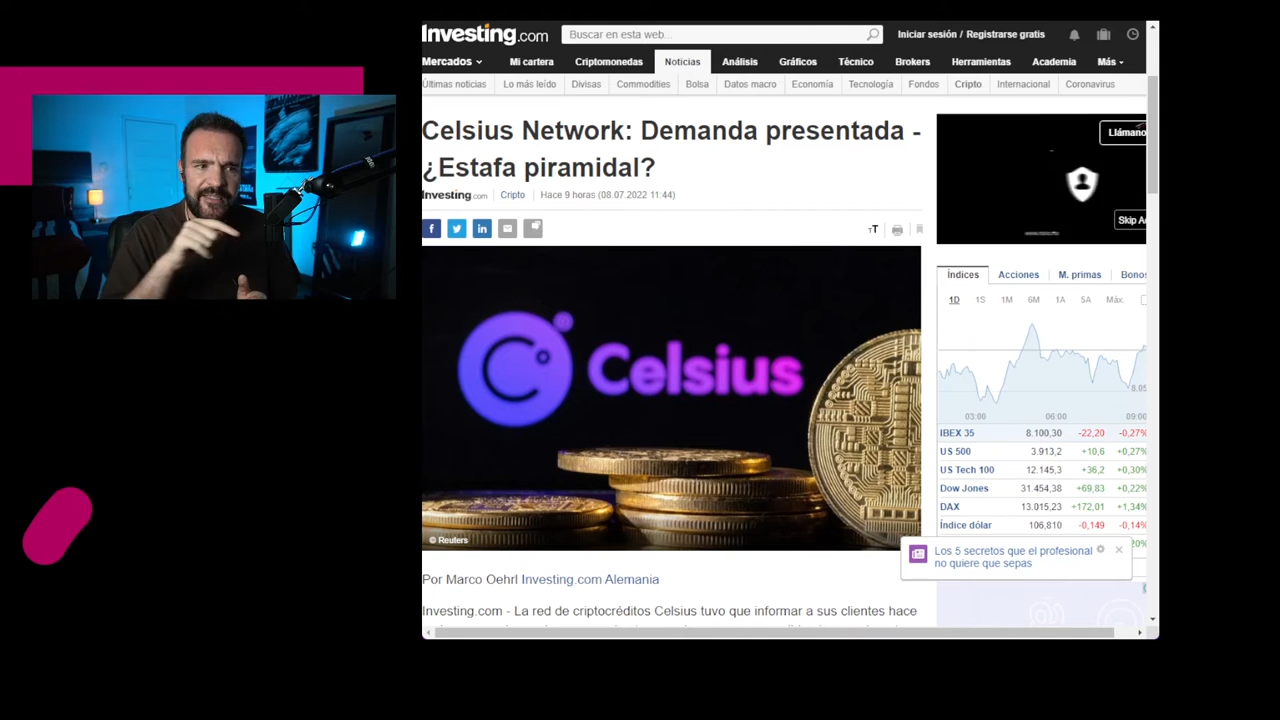 Investing.com
Buscar en esta web...
Iniciar sesión / Registrarse gratis
Mercados
Mi cartera
Criptomonedas
Noticias
Análisis
Gráficos
Técnico
Brokers
Herramientas
Academia
Más
Últimas noticias
Lo más leído
Divisas
Commodities
Bolsa
Datos macro
Economía
Tecnología
Fondos
Cripto
Internacional
Coronavirus
Celsius Network: Demanda presentada -
¿Estafa piramidal?
Investing.com
Cripto
Hace 9 horas (08.07.2022 11:44)
Llámano
Skip A
Celsius
© Reuters
Índices
Acciones
M. primas
Bono
1D
1S
1M
6M
1A
5A
Máx.
8.05
03:00
06:00
09:00
IBEX 35 8.100,30 -22,20 -0,27%
US 500 3.913,2 +10,6 +0,27%
US Tech 100 12.145,3 +36,2 +0,30%
Dow Jones 31.454,38 +69,83 +0,22%
DAX 13.015,23 +172,01 +1,34%
Índice dólar 106,810 -0,149 -0,14%
Los 5 secretos que el profesional
no quiere que sepas
Por Marco Oehrl Investing.com Alemania
Investing.com - La red de criptocréditos Celsius tuvo que informar a sus clientes hace